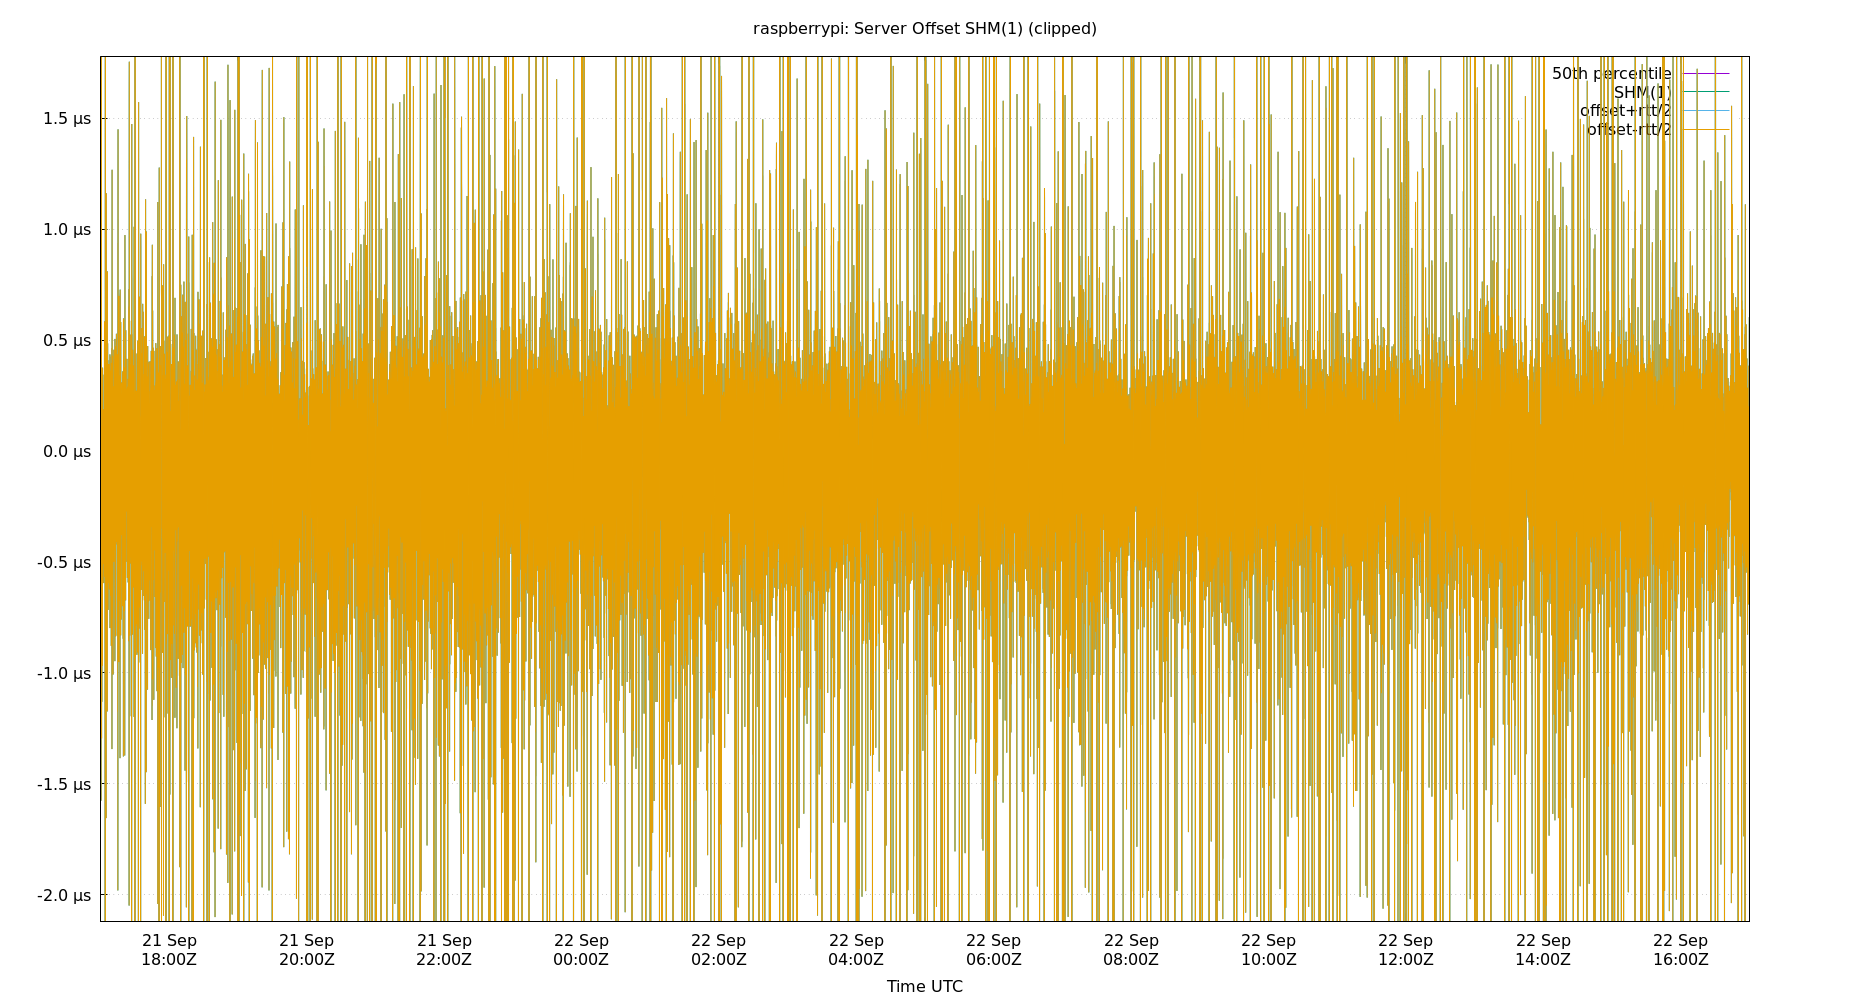 raspberrypi: Server Offset SHM(1) (clipped)
50th percentile
SHM(1)
offset+rtt/2
offset-rtt/2
1.5 µs
1.0 µs
0.5 µs
0.0 µs
-0.5 µs
-1.0 µs
-1.5 µs
-2.0 µs
21 Sep 21 Sep 21 Sep 22 Sep 22 Sep 22 Sep 22 Sep 22 Sep 22 Sep 22 Sep 22 Sep 22 Sep
18:00Z 20:00Z 22:00Z 00:00Z 02:00Z 04:00Z 06:00Z 08:00Z 10:00Z 12:00Z 14:00Z 16:00Z
Time UTC